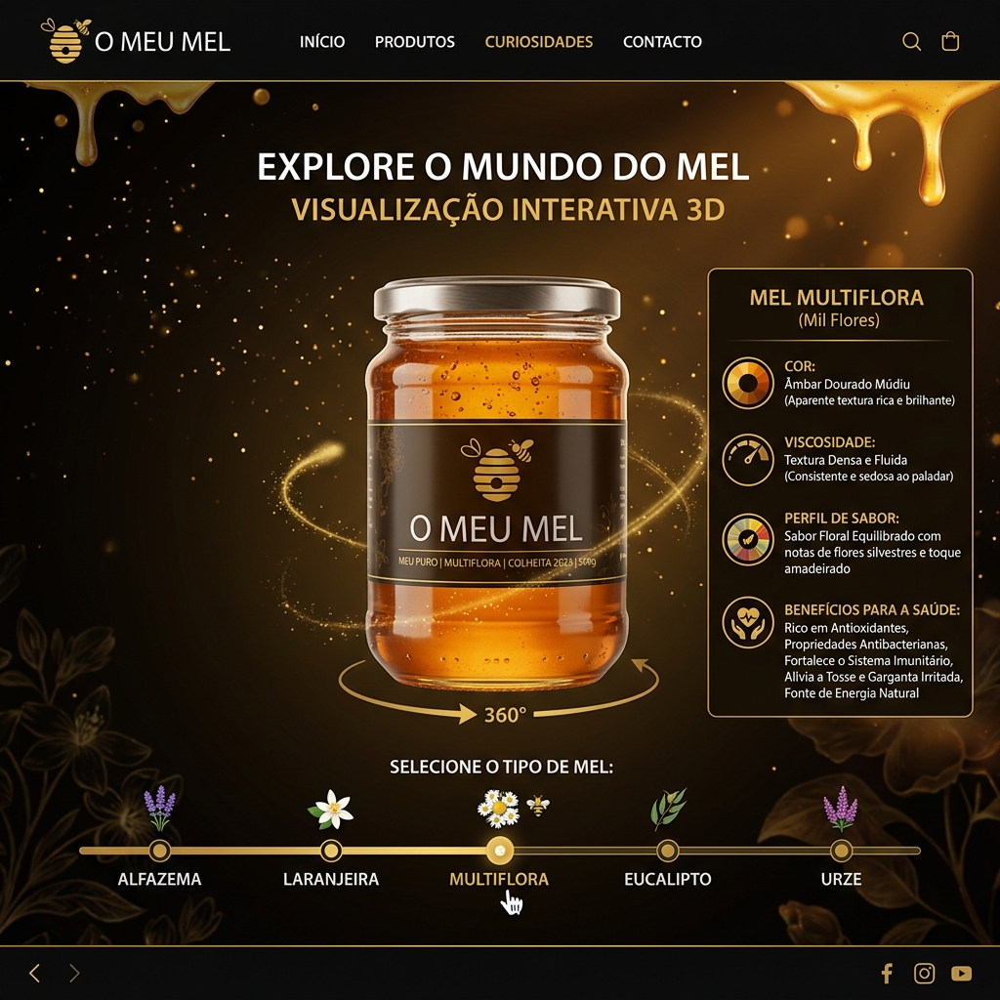 O MEU MEL
INÍCIO
PRODUTOS
CURIOSIDADES
CONTACTO
EXPLORE O MUNDO DO MEL
VISUALIZAÇÃO INTERATIVA 3D
O MEU MEL
MEU PURO | MULTIFLORA | COLHEITA
360°
MEL MULTIFLORA
(Mil Flores)
COR:
Âmbar Dourado Múdiu
(Aparente textura rica e brilhante)
VISCOSIDADE:
Textura Densa e Fluida
(Consistente e sedosa ao paladar)
PERFIL DE SABOR:
Sabor Floral Equilibrado com
notas de flores silvestres e toque
amadeirado
BENEFÍCIOS PARA A SAÚDE:
Rico em Antioxidantes,
Propriedades Antibacterianas,
Fortalece o Sistema Imunitário,
Alivia a Tosse e Garganta Irritada,
Fonte de Energia Natural
SELECIONE O TIPO DE MEL:
AFAZEMA
LARANJEIRA
MULTIFLORA
EUCALIPTO
URZE